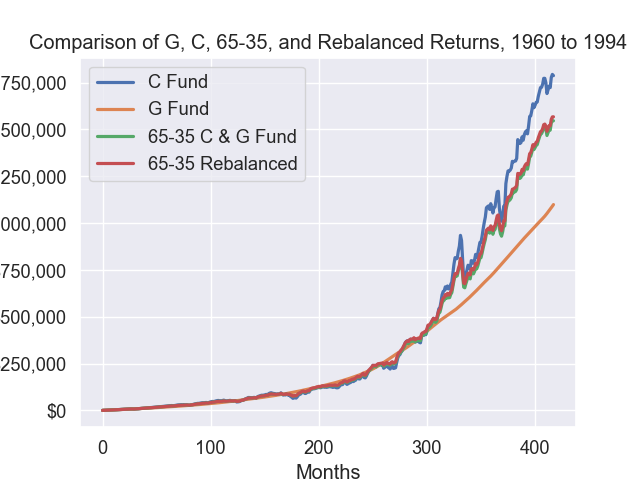 Comparison of G, C, 65-35, and Rebalanced Returns, 1960 to 1994
C Fund
G Fund
65-35 C & G Fund
65-35 Rebalanced
750,000
500,000
250,000
000,000
750,000
500,000
250,000
$0
0 100 200 300 400
Months